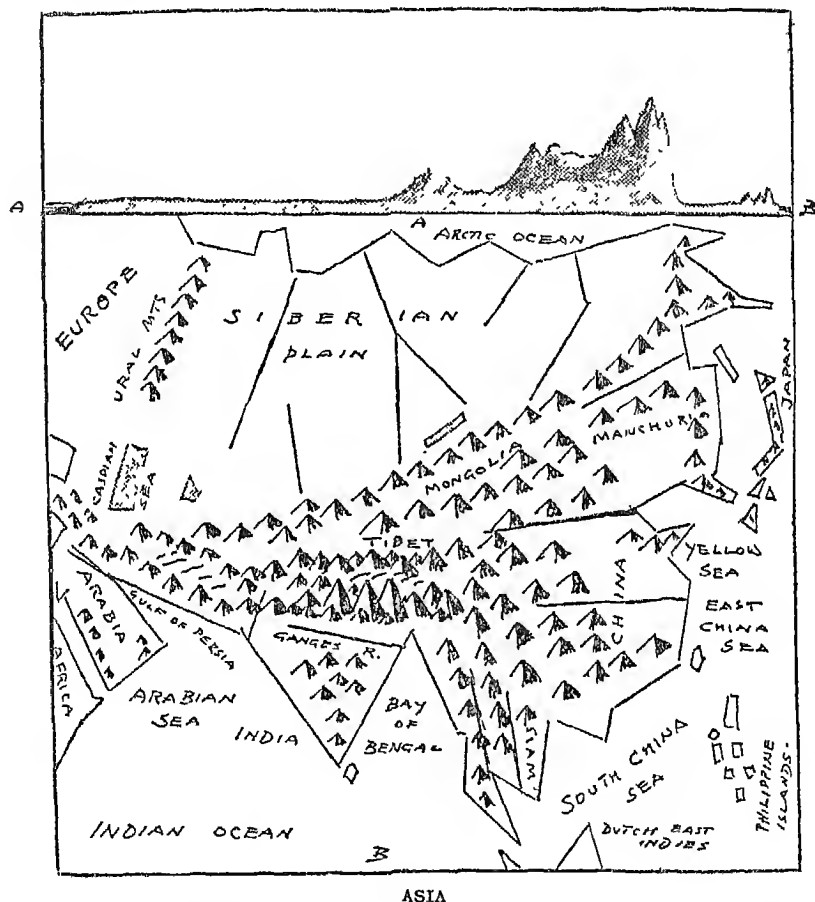 A
B
A
ARCTIC OCEAN
EUROPE
URAL MTS
SIBERIAN
PLAIN
JAPAN
MANCHURIA
MONGOLIA
CASPIAN
SEA
TIBET
YELLOW
SEA
CHINA
EAST
CHINA
SEA
ARABIA
GULF OF PERSIA
GANGES R.
AFRICA
ARABIAN
SEA
INDIA
BAY
OF
BENGAL
SIAM
SOUTH CHINA
SEA
PHILIPPINE
ISLANDS.
INDIAN OCEAN
DUTCH EAST
INDIES
B
ASIA